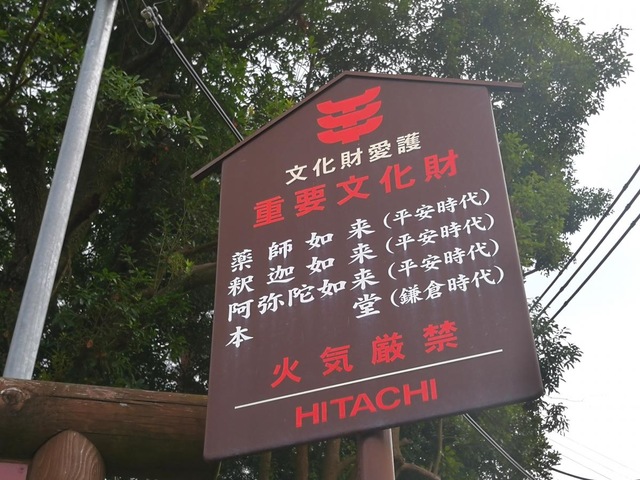 文化財愛護
重要文化財
薬師如来(平安時代)
釈迦如来(平安時代)
阿弥陀如来(平安時代)
本堂(鎌倉時代)
火気厳禁
HITACHI